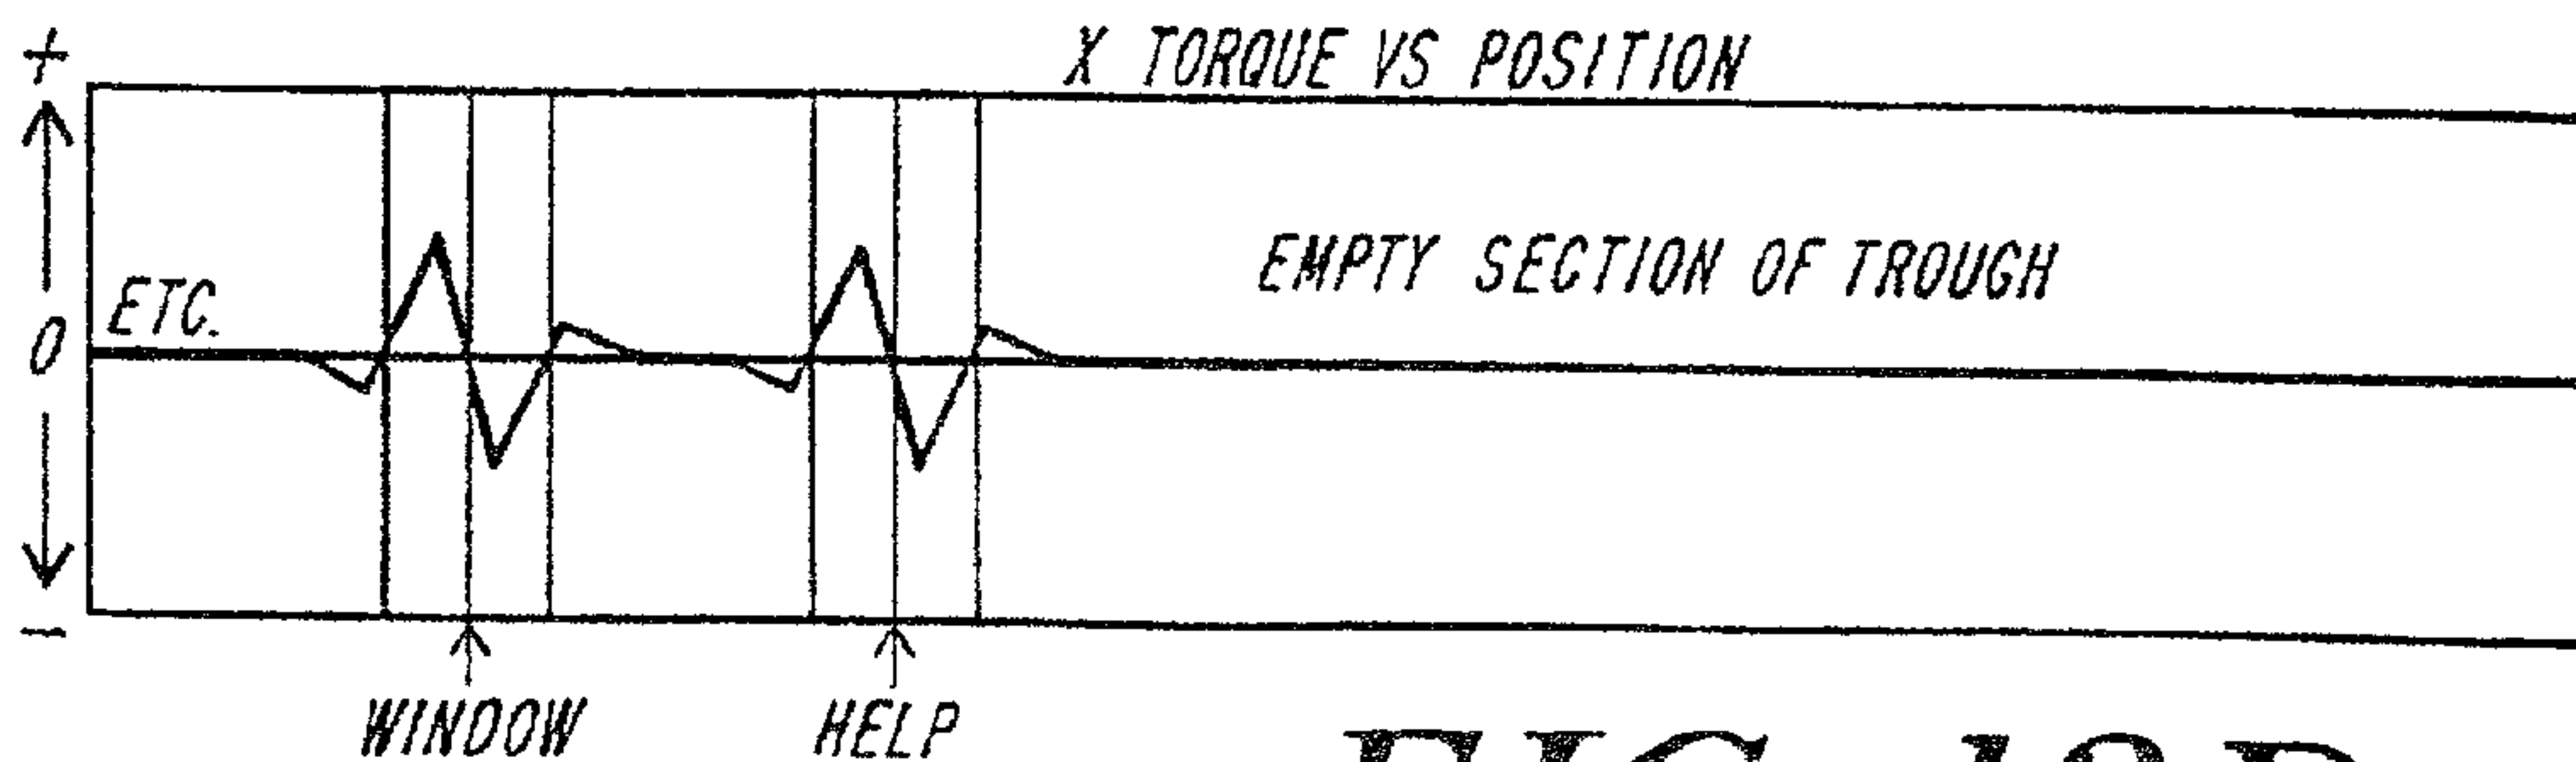 +
X TORQUE VS POSITION
EMPTY SECTION OF TROUGH
ETC.
0
-
WINDOW HELP